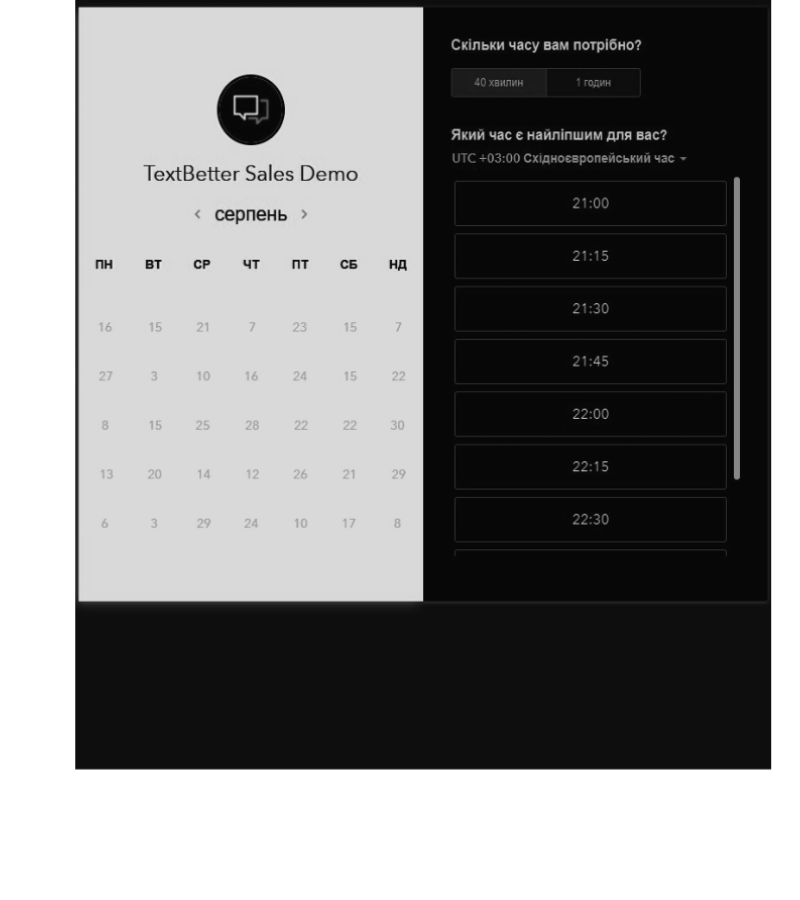 TextBetter Sales Demo
‹ серпень ›
ПН ВТ СР ЧТ ПТ СБ НД
16 15 21 7 23 15 7
27 3 10 16 24 15 22
8 15 25 28 22 22 30
13 20 14 12 26 21 29
6 3 29 24 10 17 8
Скільки часу вам потрібно?
40 хвилин 1 годин
Який час є найліпшим для вас?
UTC +03:00 Східноєвропейський час
21:00
21:15
21:30
21:45
22:00
22:15
22:30